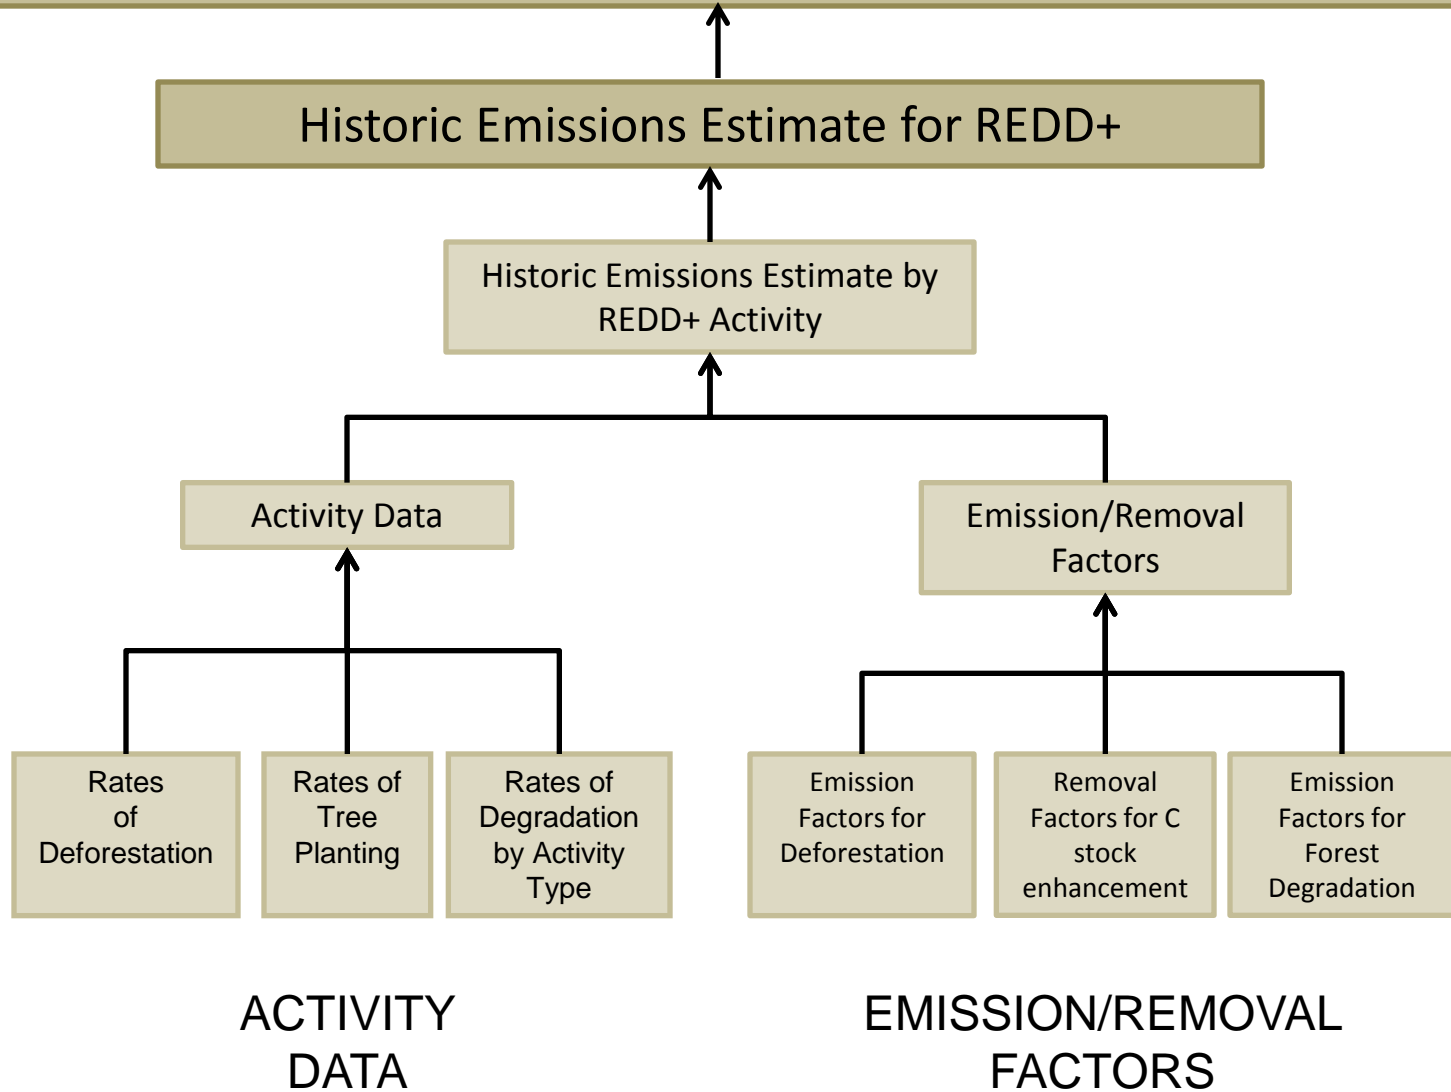 Historic Emissions Estimate for REDD+
Historic Emissions Estimate by
REDD+ Activity
Activity Data
Emission/Removal
Factors
Rates
of
Deforestation
Rates of
Tree
Planting
Rates of
Degradation
by Activity
Type
Emission
Factors for
Deforestation
Removal
Factors for C
stock
enhancement
Emission
Factors for
Forest
Degradation
ACTIVITY
DATA
EMISSION/REMOVAL
FACTORS